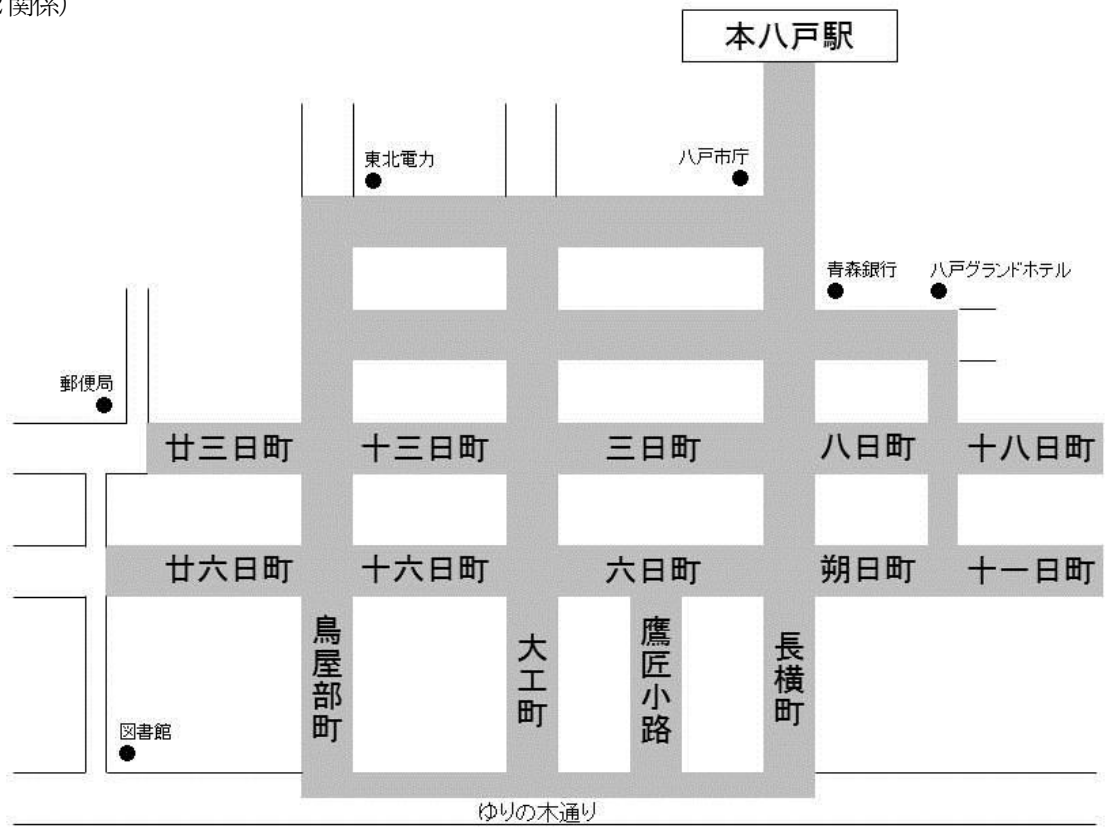 関係)
本八戸駅
東北電力
八戸市庁
青森銀行
八戸グランドホテル
郵便局
廿三日町
十三日町
三日町
八日町
十八日町
廿六日町
十六日町
六日町
朔日町
十一日町
鳥屋部町
大工町
鷹匠小路
長横町
図書館
ゆりの木通り